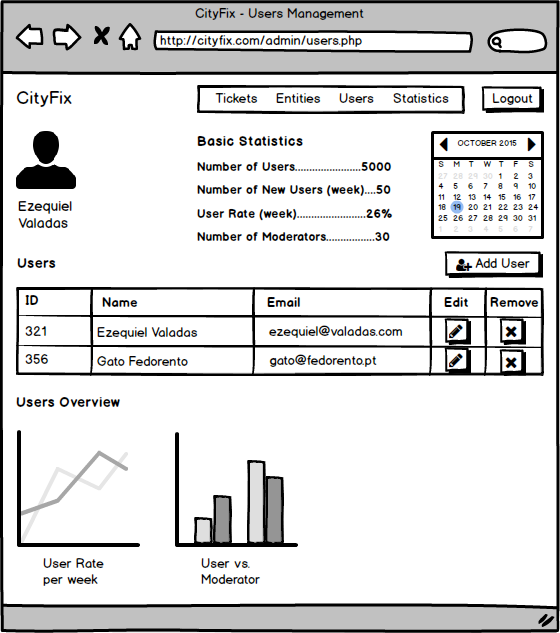 CityFix - Users Management
http://cityfix.com/admin/users.php
CityFix
Tickets Entities Users Statistics
Logout
Ezequiel
Valadas
Basic Statistics
Number of Users......................5000
Number of New Users (week)....50
User Rate (week).......................26%
Number of Moderators................30
OCTOBER 2015
S M T W T F S
27 28 29 30 1 2 3
4 5 6 7 8 9 10
11 12 13 14 15 16 17
18 19 20 21 22 23 24
25 26 27 28 29 30 31
1 2 3 4 5 6 7
Users
Add User
ID Name Email Edit Remove
321 Ezequiel Valadas ezequiel@valadas.com
356 Gato Fedorento gato@fedorento.pt
Users Overview
User Rate
per week
User vs.
Moderator